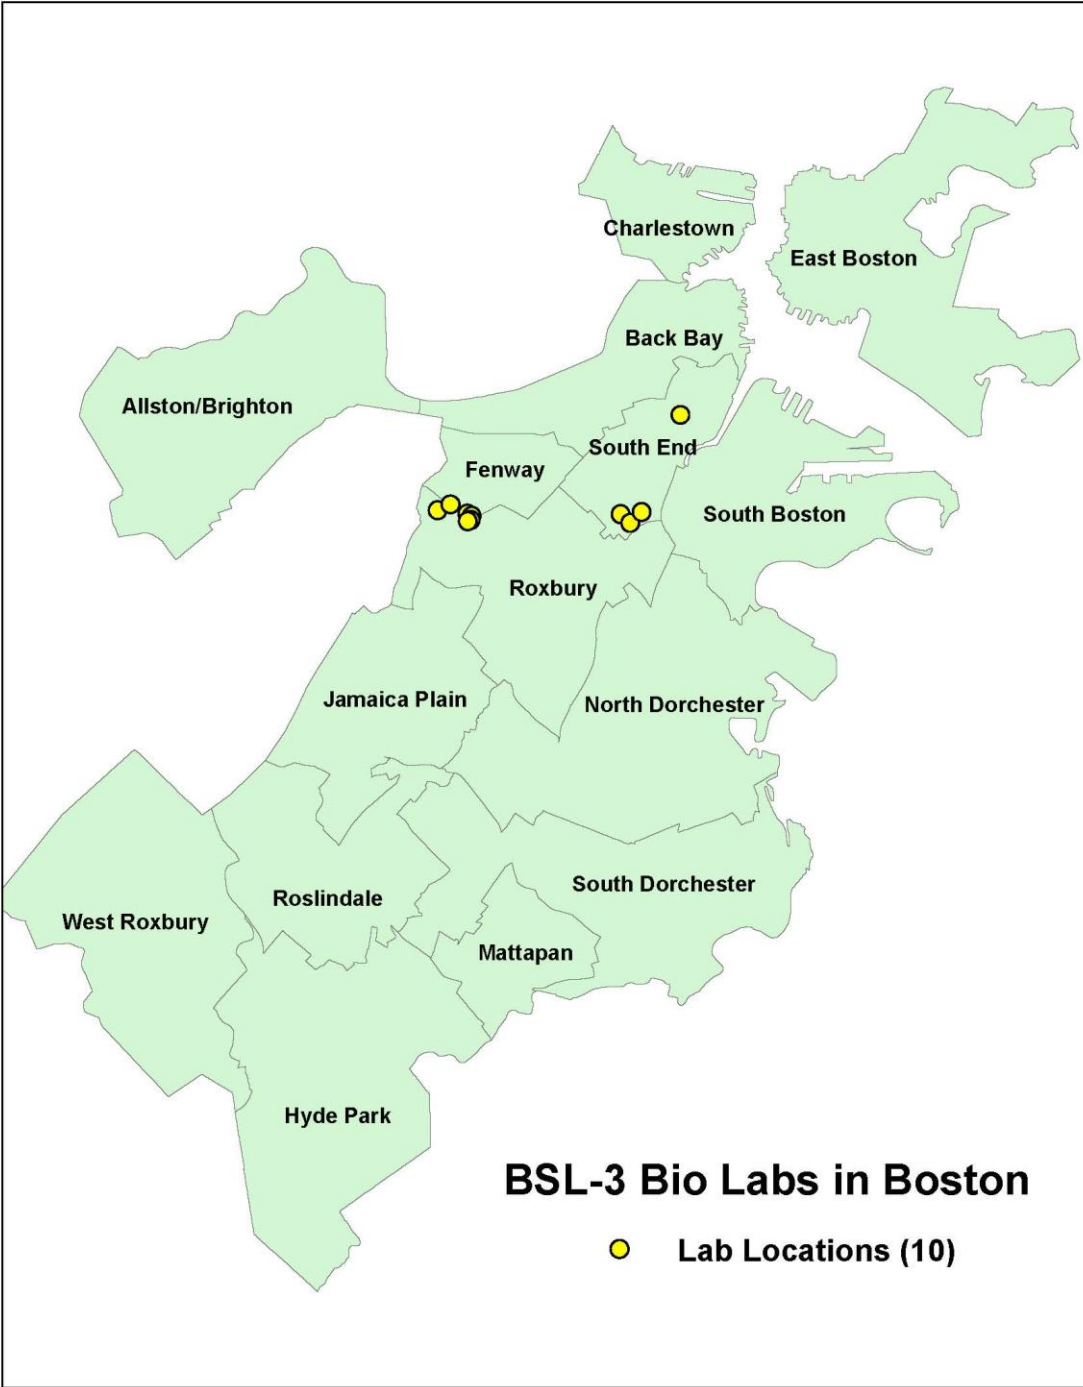 Charlestown
East Boston
Back Bay
Allston/Brighton
South End
Fenway
South Boston
Roxbury
Jamaica Plain
North Dorchester
South Dorchester
Roslindale
West Roxbury
Mattapan
Hyde Park
BSL-3 Bio Labs in Boston
Lab Locations (10)